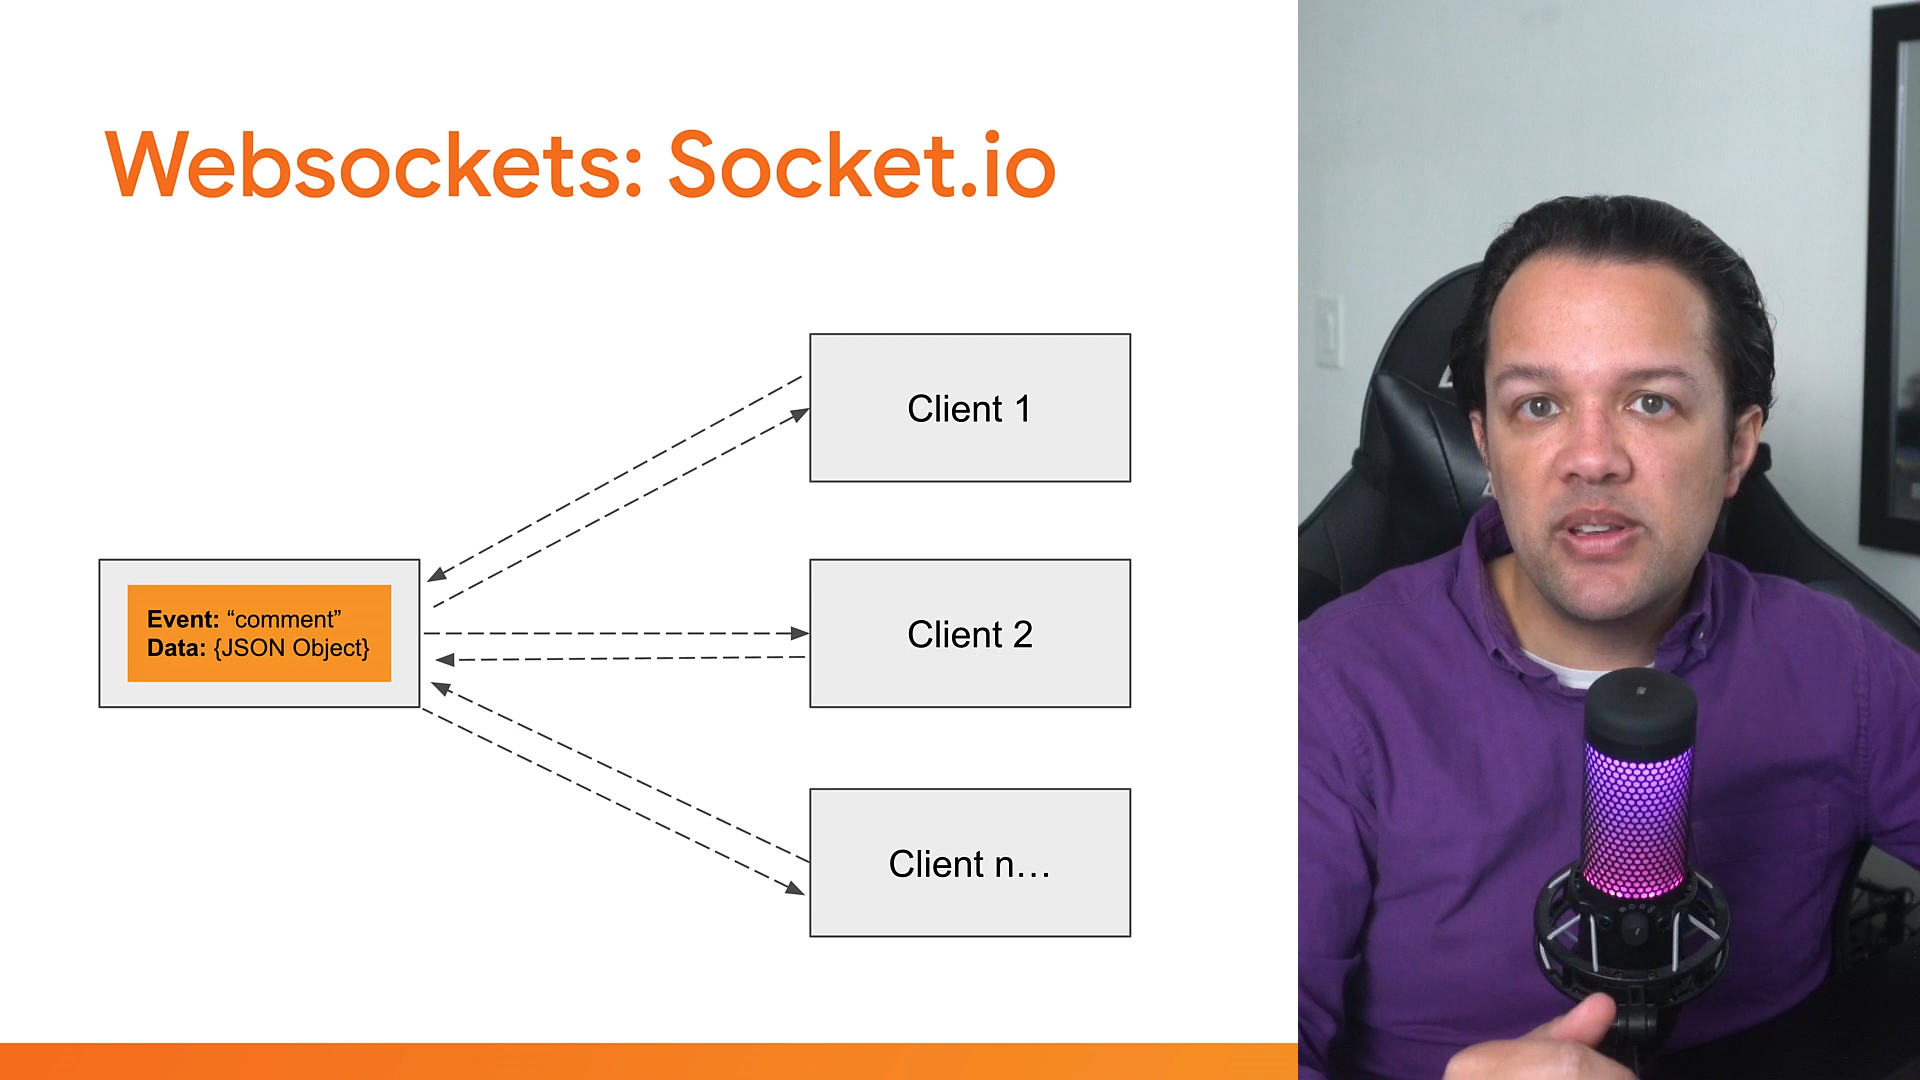 Websockets: Socket.io
Client 1
Event: “comment”
Data: {JSON Object}
Client 2
Client n…